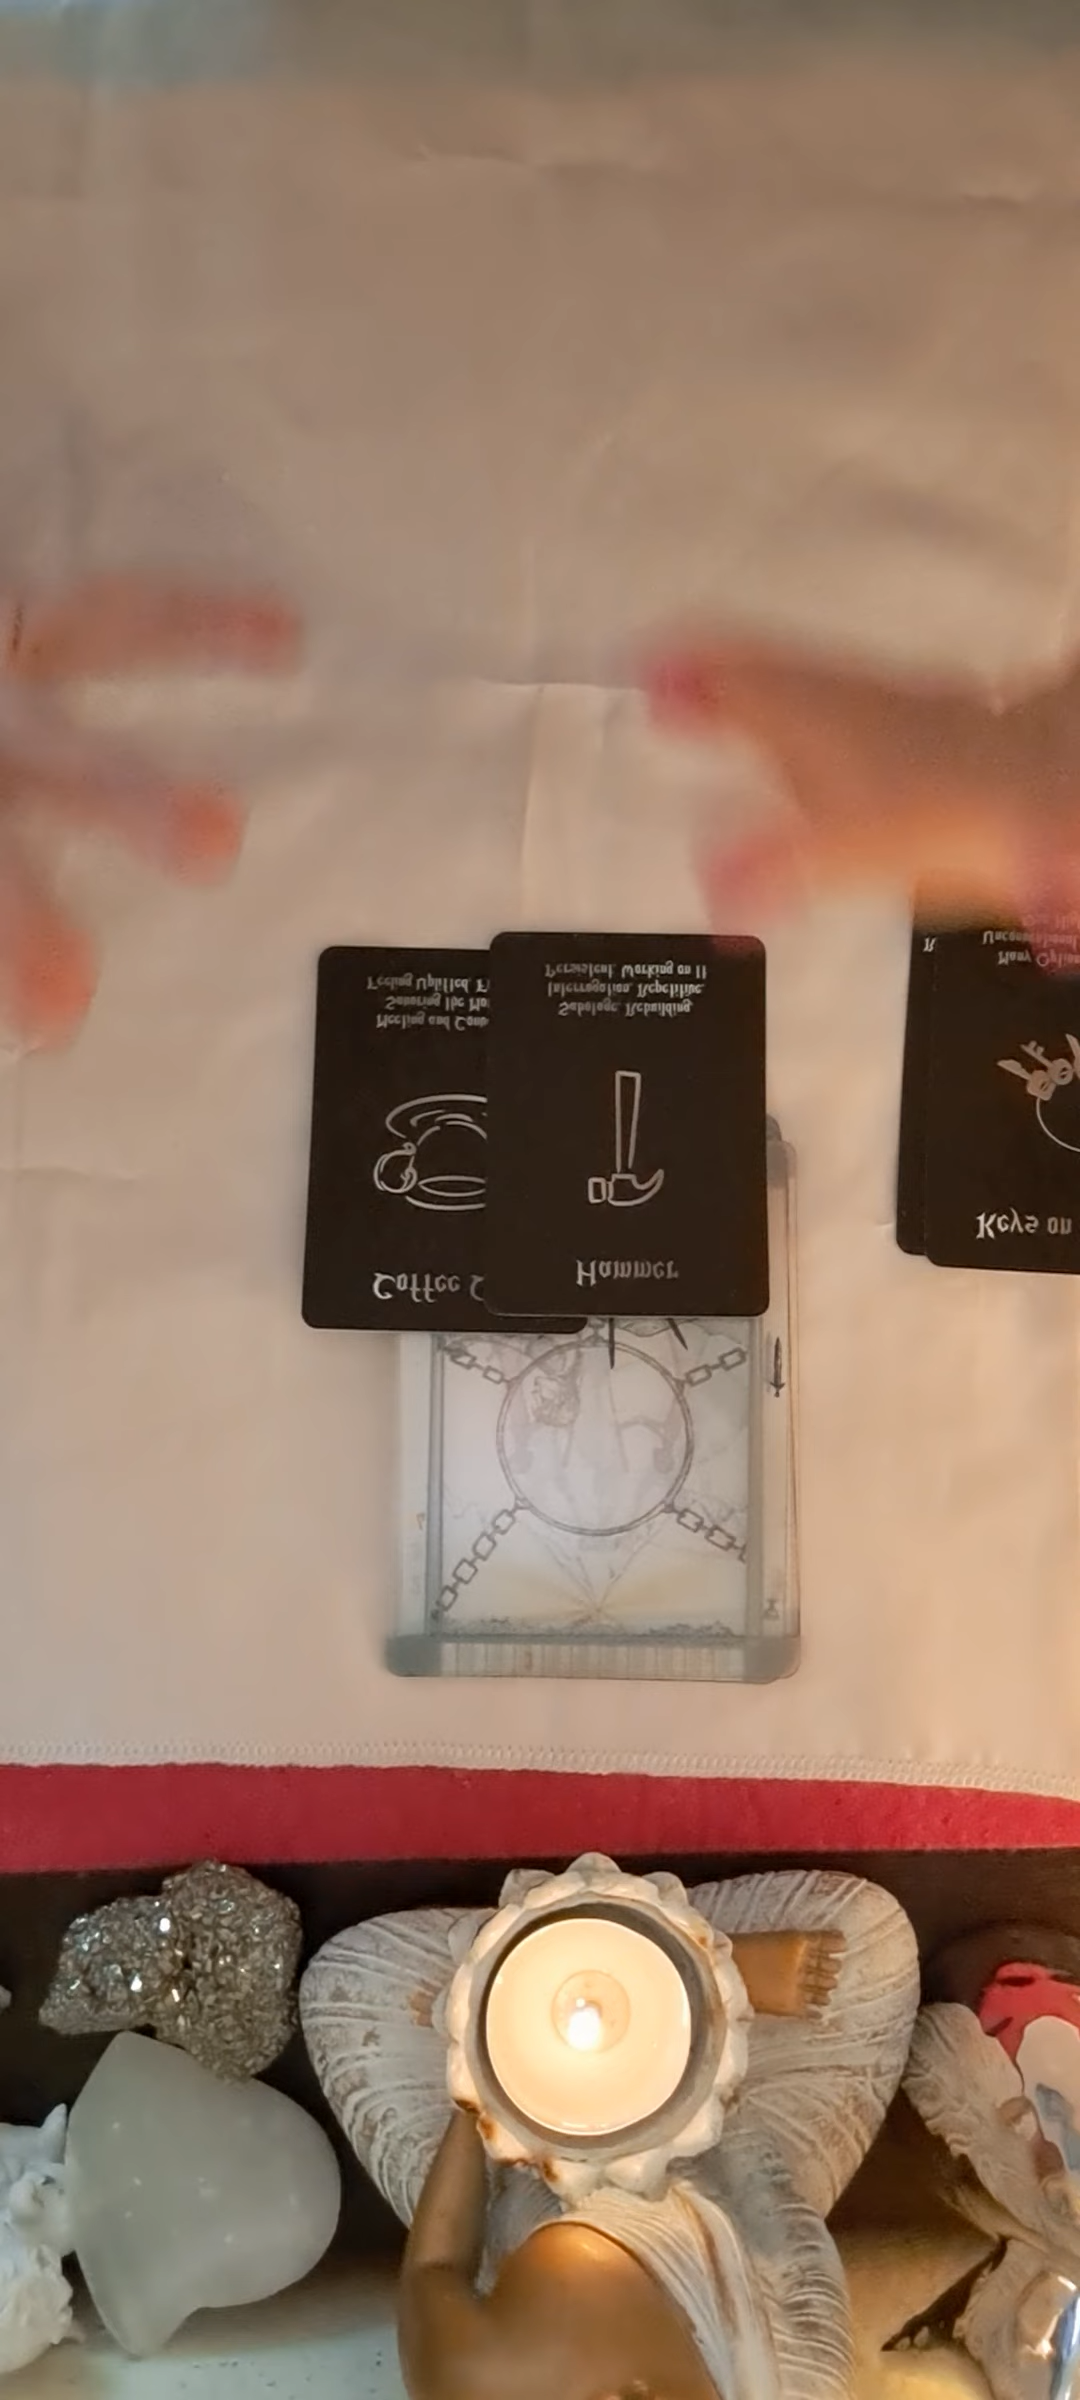 Coffee
Meeting and
Savoring the
Feeling Uplifted,
Hammer
Sabotage, Rebuilding,
Interrogation, Repetitive,
Persistent, Working on It
Keys on
Many
Unconventional